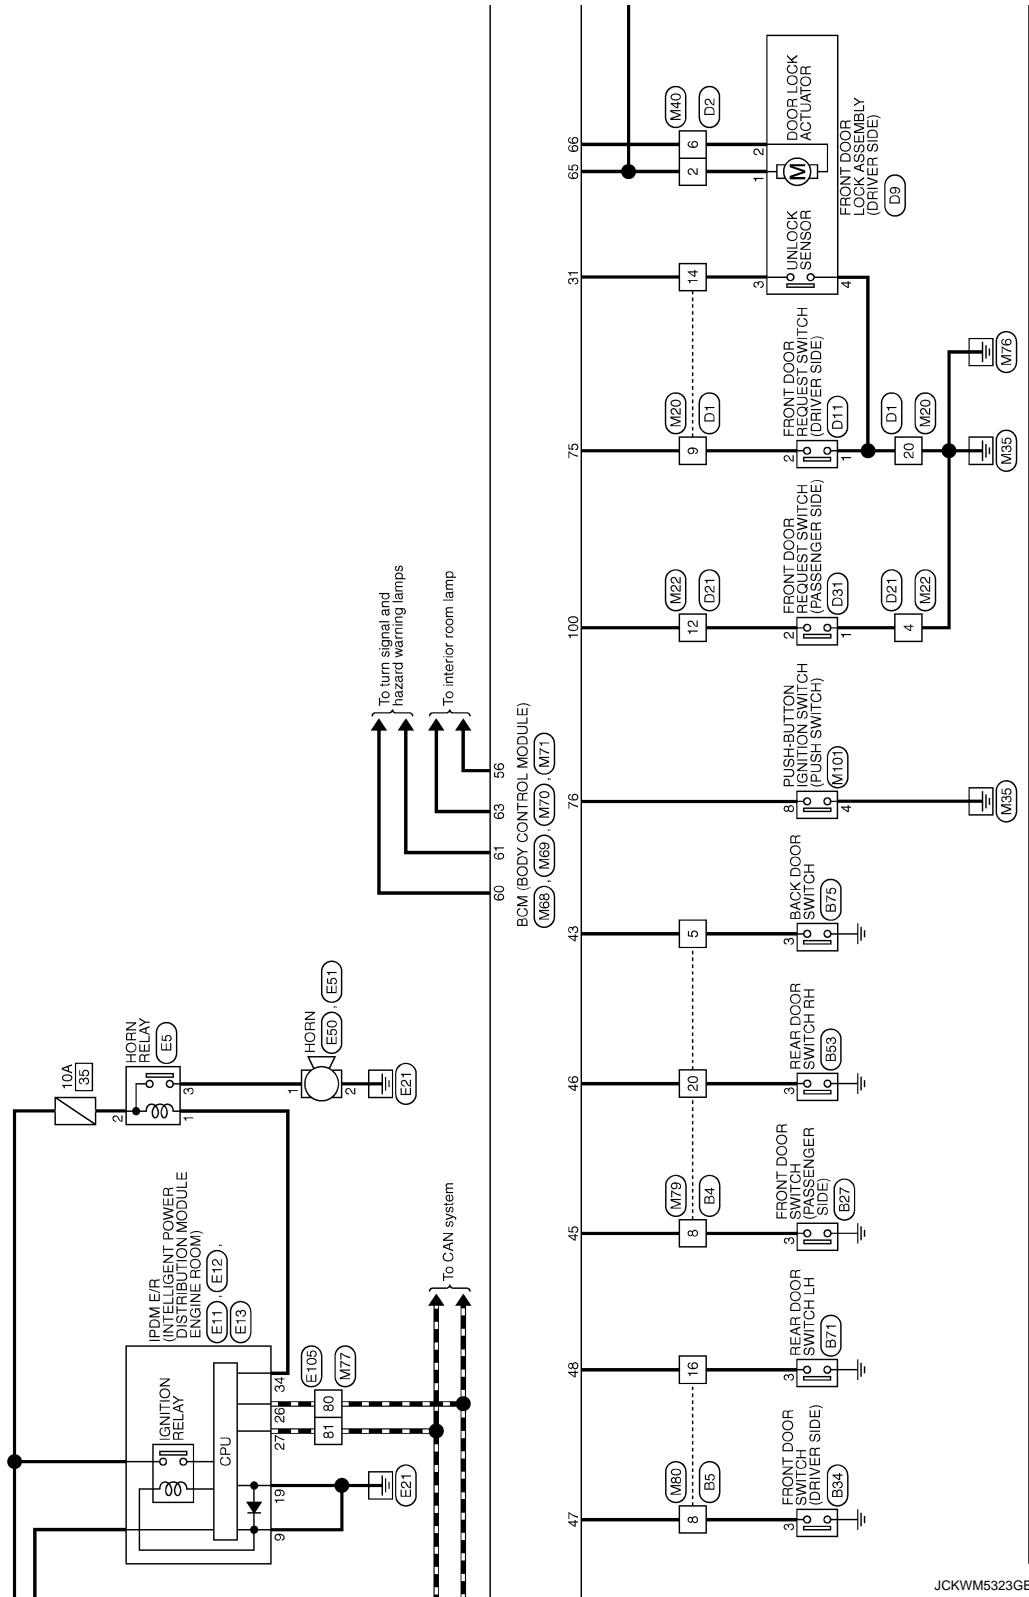 IPDM E/R
(INTELLIGENT POWER
DISTRIBUTION MODULE
ENGINE ROOM)
E11 , E12 ,
E13
IGNITION
RELAY
CPU
9
19
27
26
34
E21
81
80
E105
M77
To CAN system
10A
35
HORN
RELAY
E5
2
1
3
HORN
E50 , E51
1
2
E21
To turn signal and
hazard warning lamps
To interior room lamp
60
61
63
56
BCM (BODY CONTROL MODULE)
M68 , M69 , M70 , M71
47
48
45
46
43
76
100
75
31
65
66
8
M80
B5
16
8
M79
B4
20
5
12
M22
D21
9
M20
D1
14
2
6
M40
D2
3
FRONT DOOR
SWITCH
(DRIVER SIDE)
B34
3
REAR DOOR
SWITCH LH
B71
3
FRONT DOOR
SWITCH
(PASSENGER
SIDE)
B27
3
REAR DOOR
SWITCH RH
B53
3
BACK DOOR
SWITCH
B75
8
4
PUSH-BUTTON
IGNITION SWITCH
(PUSH SWITCH)
M101
M35
2
1
FRONT DOOR
REQUEST SWITCH
(PASSENGER SIDE)
D31
4
D21
M22
2
1
FRONT DOOR
REQUEST SWITCH
(DRIVER SIDE)
D11
20
D1
M20
M35
M76
3
4
UNLOCK
SENSOR
1
2
M
DOOR LOCK
ACTUATOR
FRONT DOOR
LOCK ASSEMBLY
(DRIVER SIDE)
D9
JCKWM5323GE